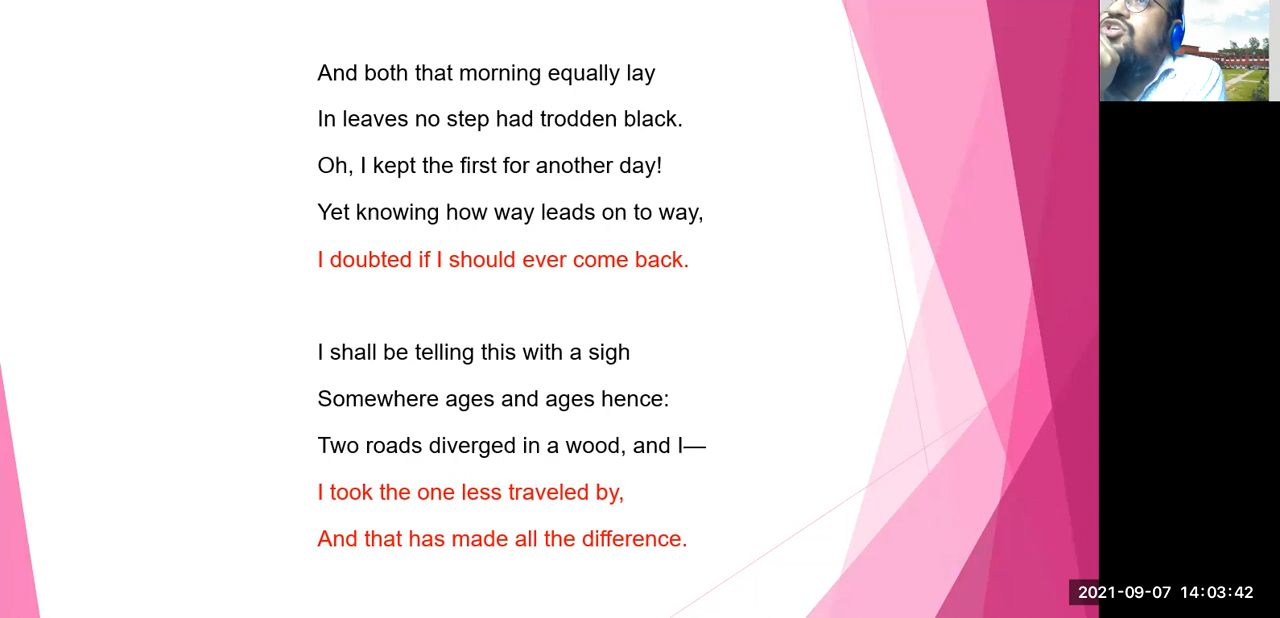 And both that morning equally lay
In leaves no step had trodden black.
Oh, I kept the first for another day!
Yet knowing how way leads on to way,
I doubted if I should ever come back.
I shall be telling this with a sigh
Somewhere ages and ages hence:
Two roads diverged in a wood, and I—
I took the one less traveled by,
And that has made all the difference.
2021-09-07 14:03:42